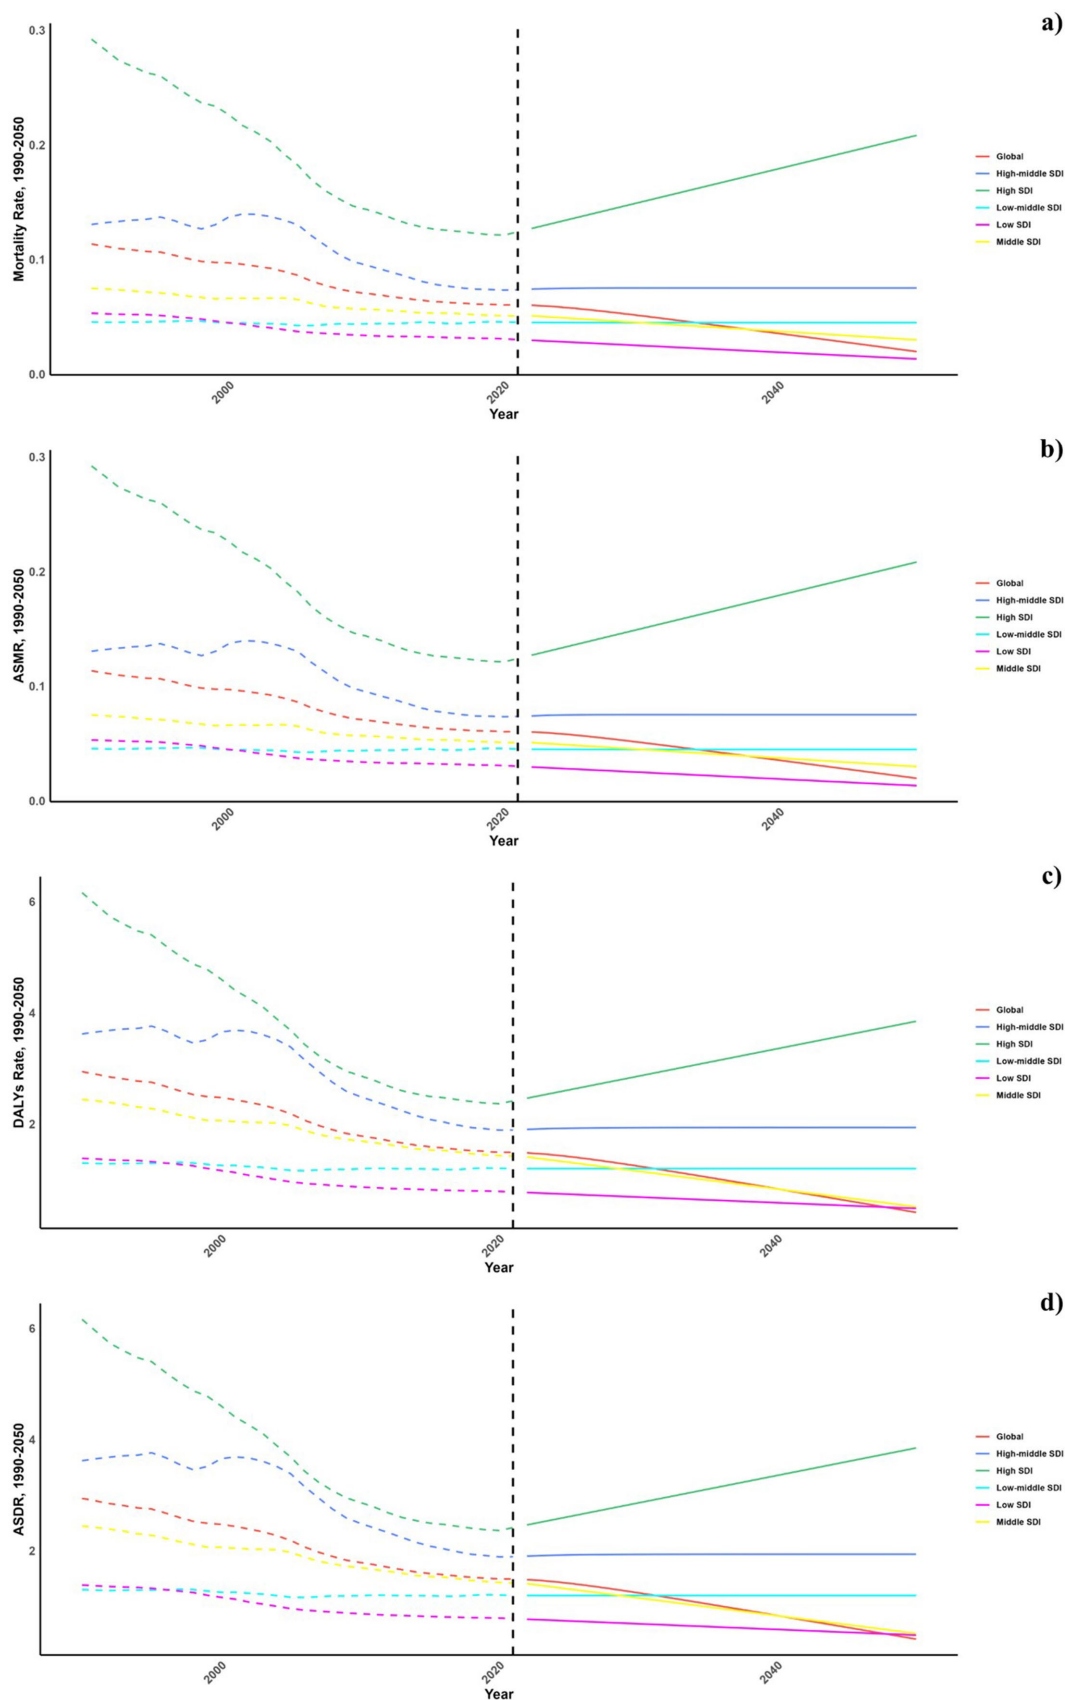 a)
0.3
0.2
0.1
0.0
Mortality Rate, 1990-2050
2000
2020
2040
Year
Global
High-middle SDI
High SDI
Low-middle SDI
Low SDI
Middle SDI
b)
0.3
0.2
0.1
0.0
ASMR, 1990-2050
2000
2020
2040
Year
Global
High-middle SDI
High SDI
Low-middle SDI
Low SDI
Middle SDI
c)
6
4
2
DALYs Rate, 1990-2050
2000
2020
2040
Year
Global
High-middle SDI
High SDI
Low-middle SDI
Low SDI
Middle SDI
d)
6
4
2
ASDR, 1990-2050
2000
2020
2040
Year
Global
High-middle SDI
High SDI
Low-middle SDI
Low SDI
Middle SDI